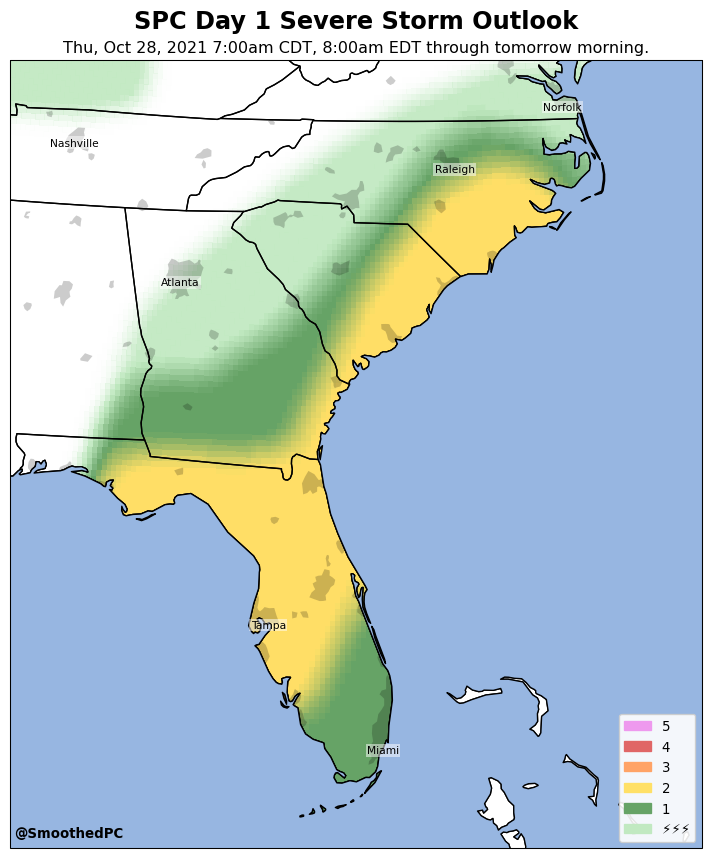 SPC Day 1 Severe Storm Outlook
Thu, Oct 28, 2021 7:00am CDT, 8:00am EDT through tomorrow morning.
Norfolk
Nashville
Raleigh
Atlanta
Tampa
Miami
5
4
3
2
1
⚡⚡⚡
@SmoothedPC